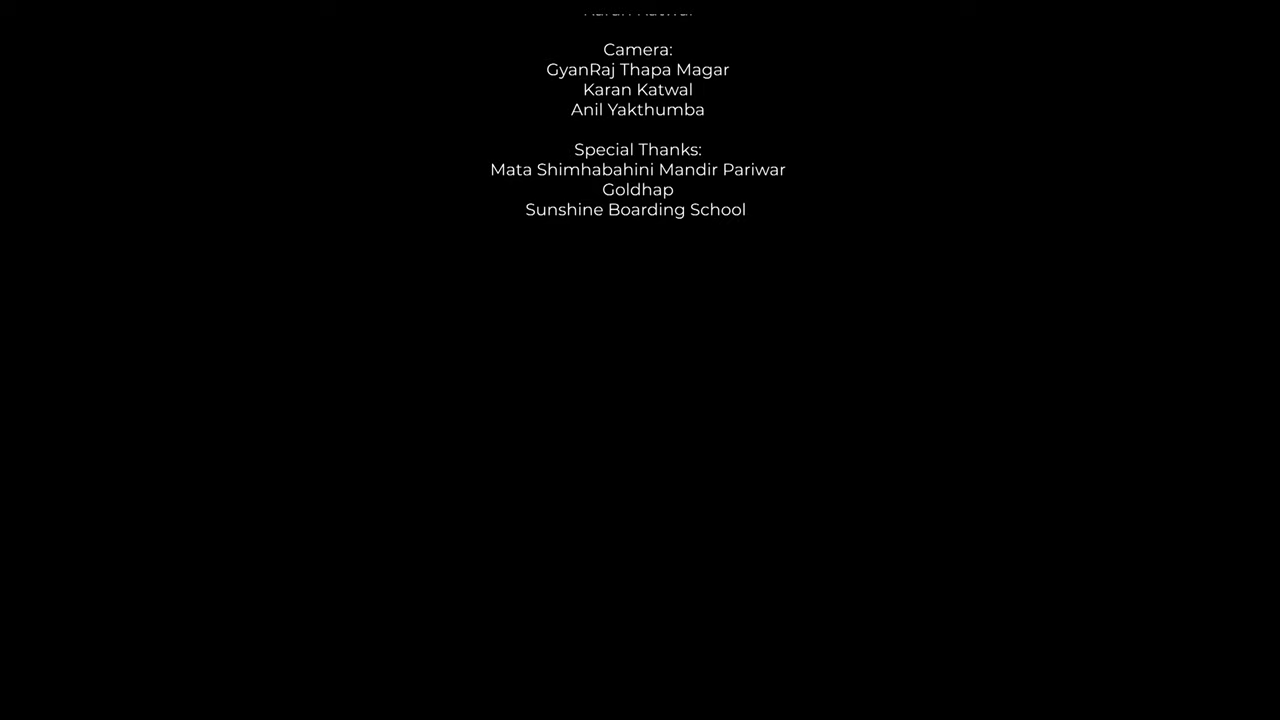 Camera:
GyanRaj Thapa Magar
Karan Katwal
Anil Yakthumba
Special Thanks:
Mata Shimhabahini Mandir Pariwar
Goldhap
Sunshine Boarding School